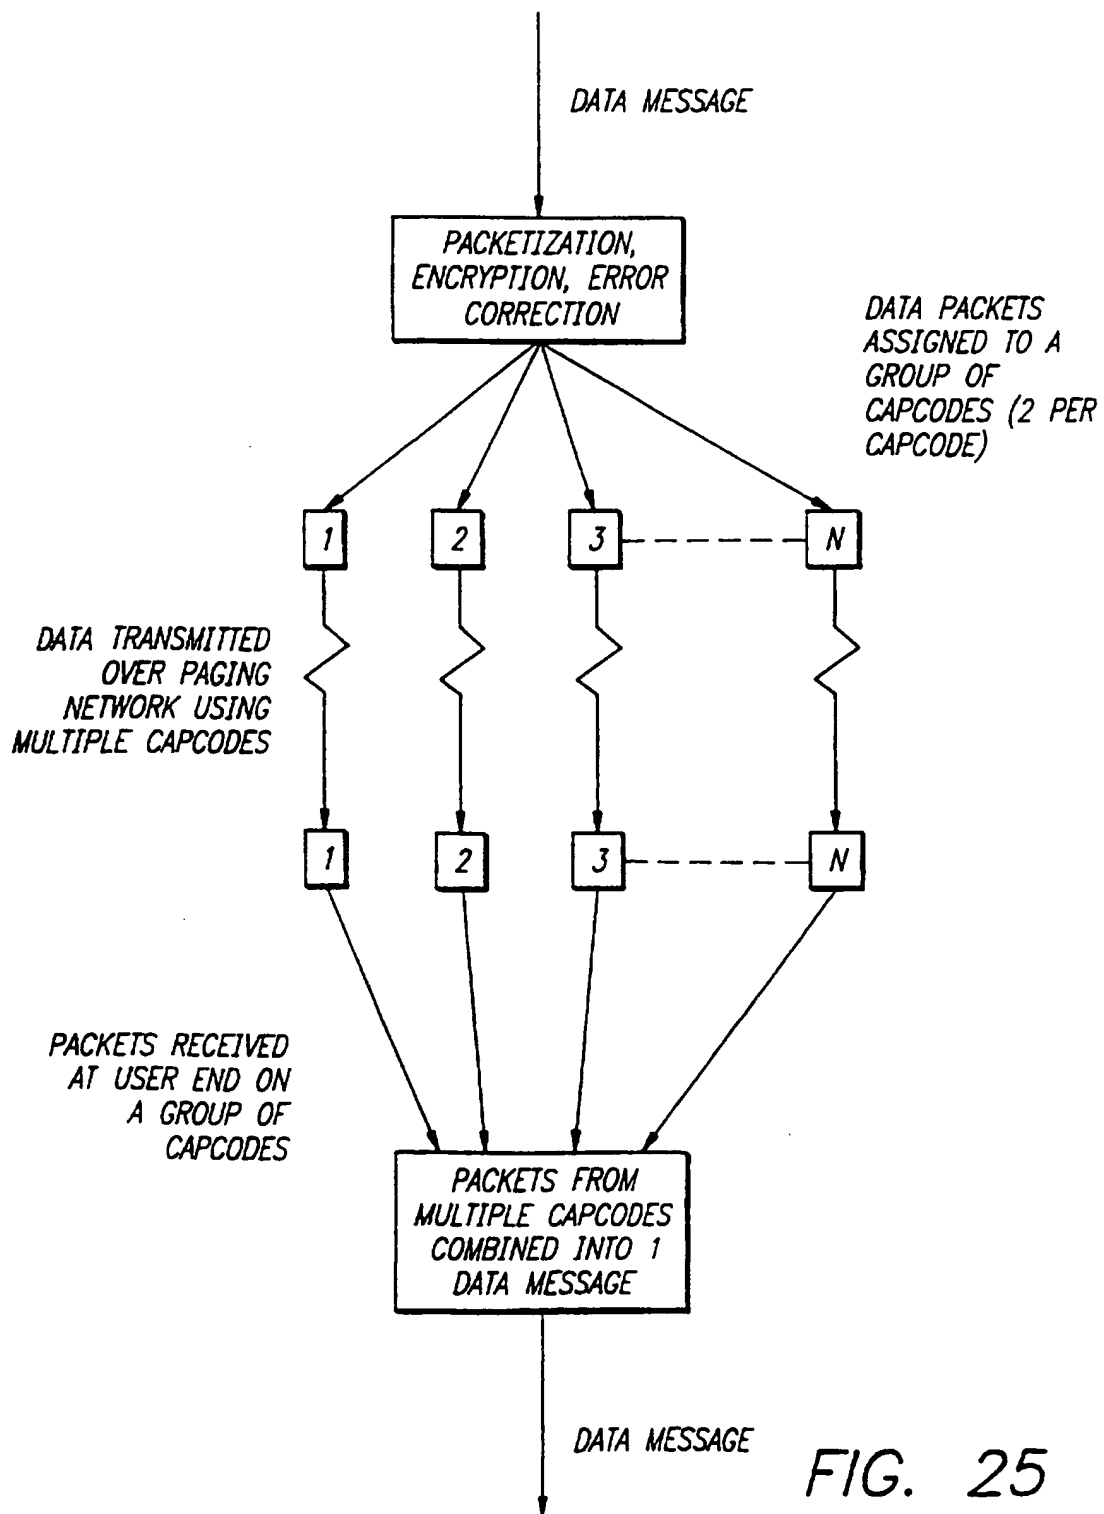 DATA MESSAGE
PACKETIZATION,
ENCRYPTION, ERROR
CORRECTION
DATA PACKETS
ASSIGNED TO A
GROUP OF
CAPCODES (2 PER
CAPCODE)
1 2 3 N
DATA TRANSMITTED
OVER PAGING
NETWORK USING
MULTIPLE CAPCODES
1 2 3 N
PACKETS RECEIVED
AT USER END ON
A GROUP OF
CAPCODES
PACKETS FROM
MULTIPLE CAPCODES
COMBINED INTO 1
DATA MESSAGE
DATA MESSAGE
FIG. 25